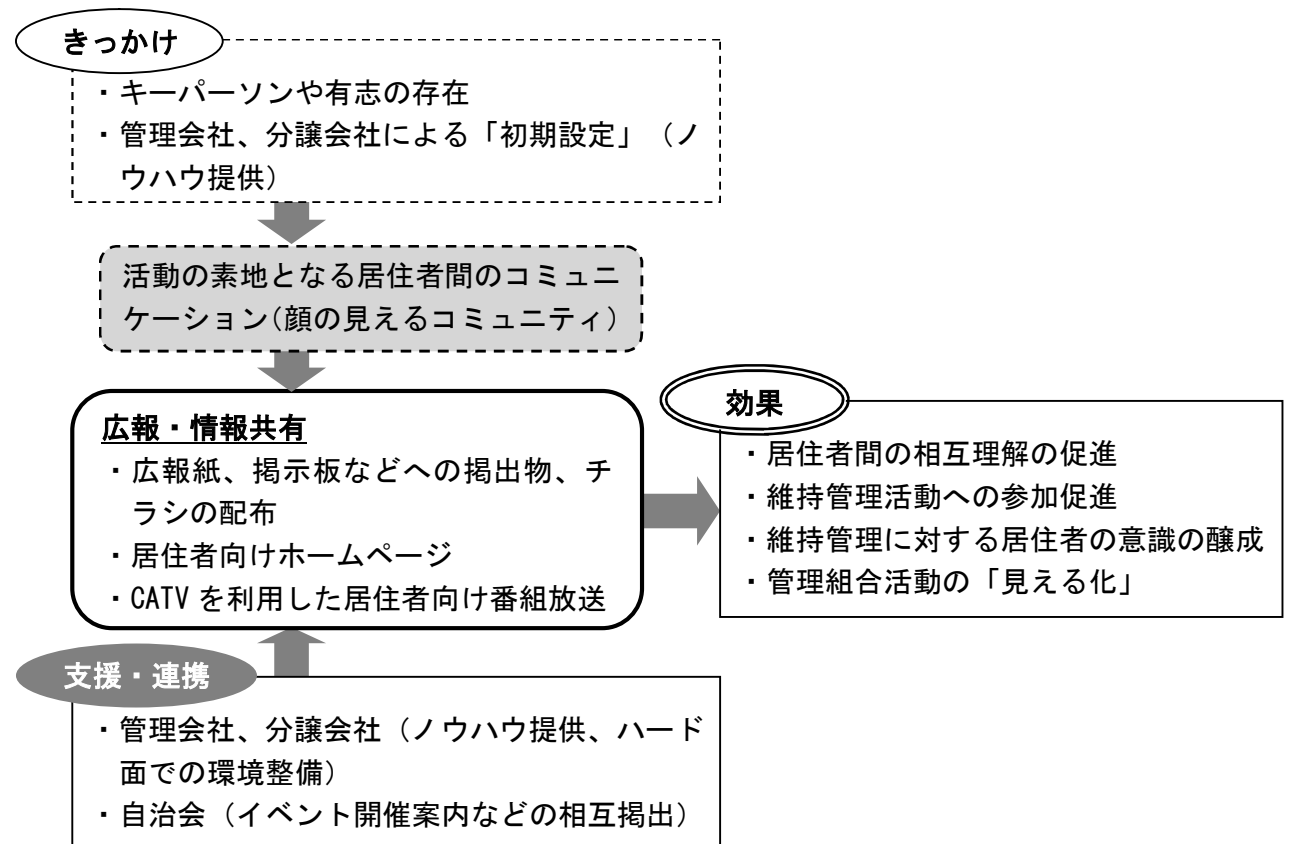 きっかけ
・キーパーソンや有志の存在
・管理会社、分譲会社による「初期設定」（ノ
ウハウ提供）
活動の素地となる居住者間のコミュニ
ケーション（顔の見えるコミュニティ）
広報・情報共有
・広報紙、掲示板などへの掲出物、チ
ラシの配布
・居住者向けホームページ
・CATV を利用した居住者向け番組放送
効果
・居住者間の相互理解の促進
・維持管理活動への参加促進
・維持管理に対する居住者の意識の醸成
・管理組合活動の「見える化」
支援・連携
・管理会社、分譲会社（ノウハウ提供、ハード
面での環境整備）
・自治会（イベント開催案内などの相互掲出）